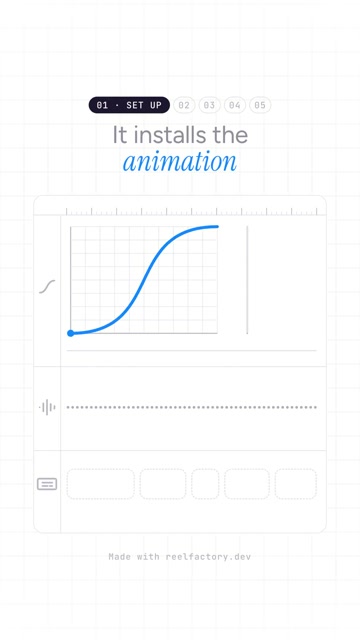 01 · SET UP 02 03 04 05
It installs the
animation
Made with reelfactory.dev